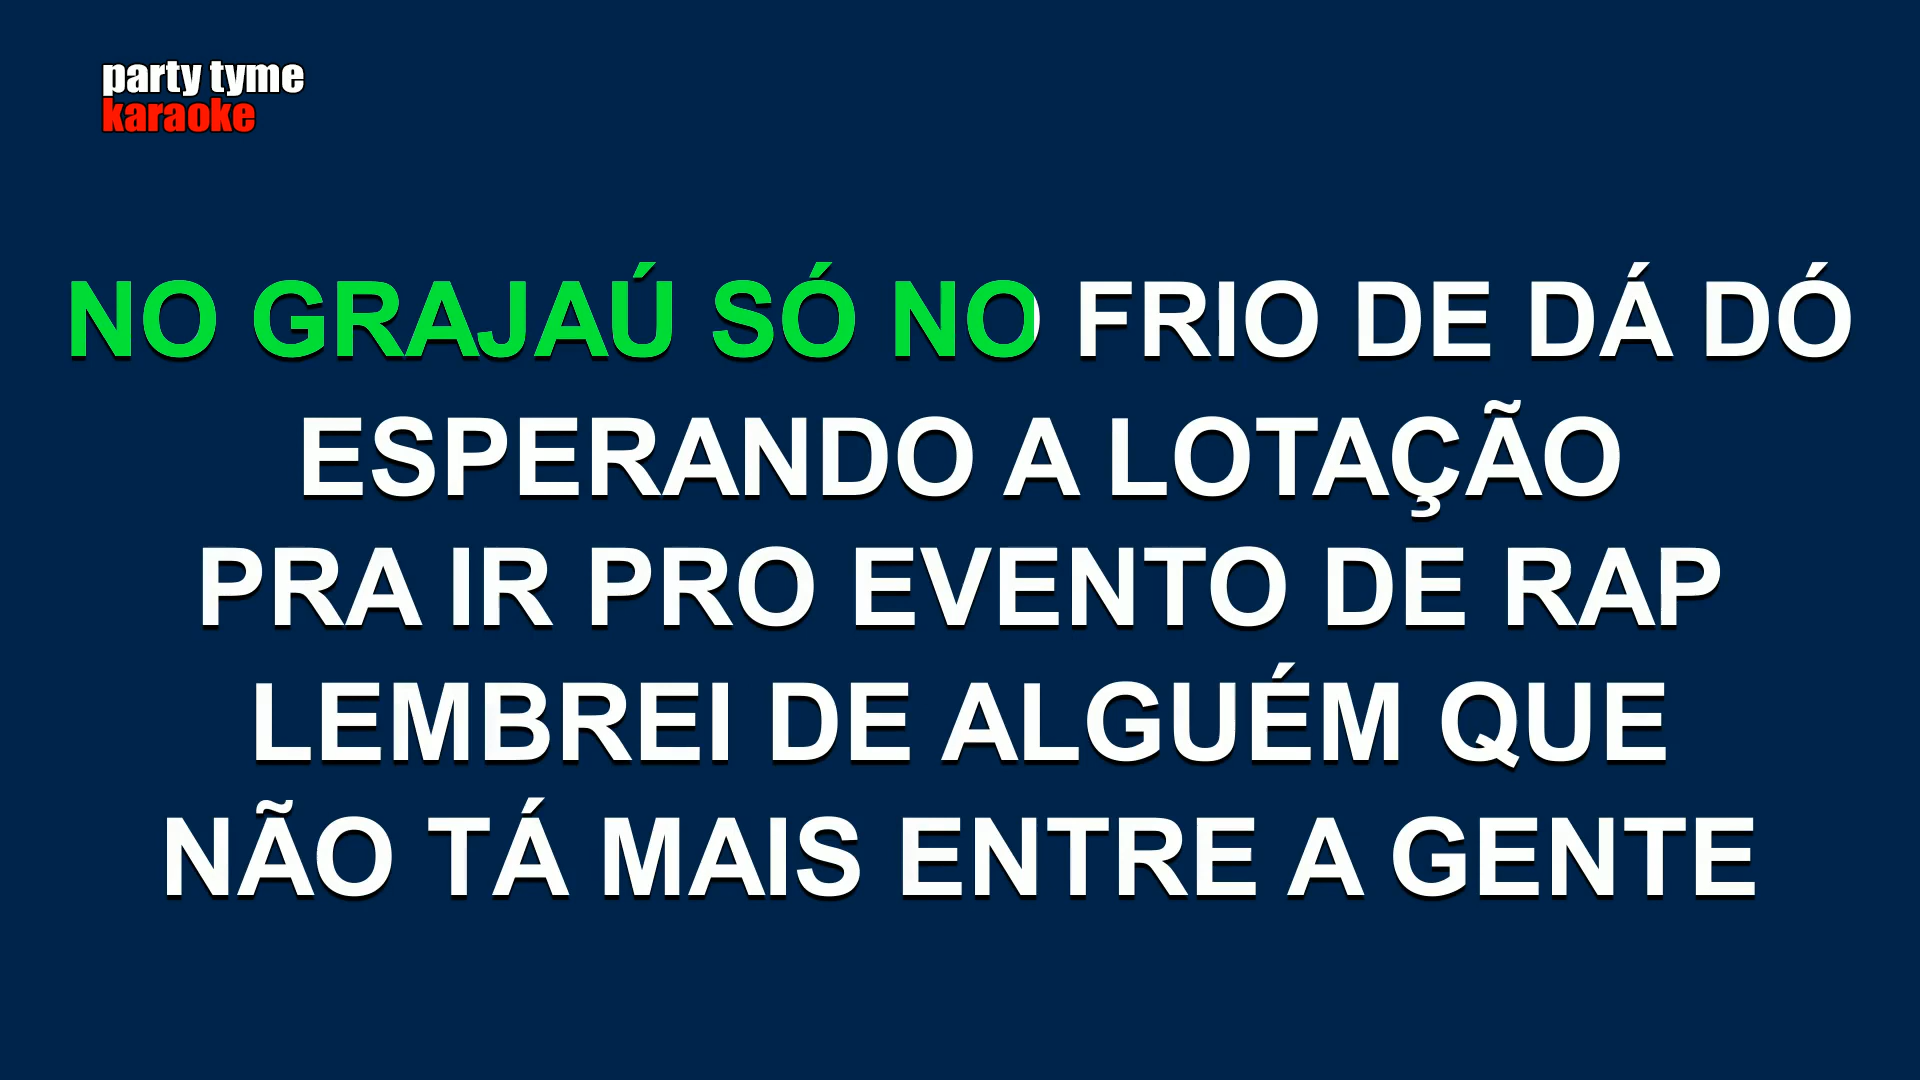 party tyme
karaoke
NO GRAJAÚ SÓ NO FRIO DE DÁ DÓ
ESPERANDO A LOTAÇÃO
PRA IR PRO EVENTO DE RAP
LEMBREI DE ALGUÉM QUE
NÃO TÁ MAIS ENTRE A GENTE